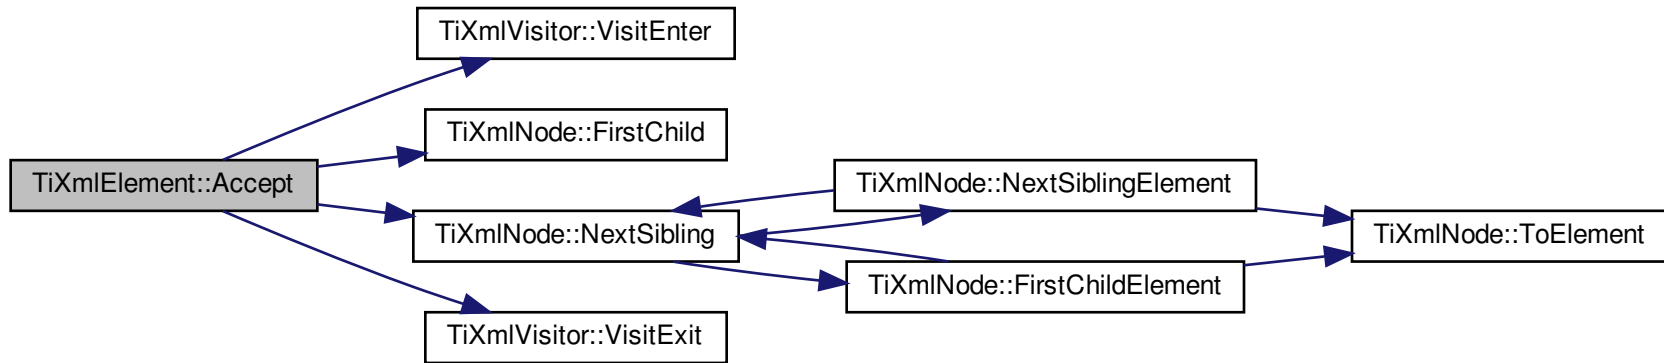 TiXmlVisitor::VisitEnter
TiXmlNode::FirstChild
TiXmlElement::Accept
TiXmlNode::NextSiblingElement
TiXmlNode::NextSibling
TiXmlNode::ToElement
TiXmlNode::FirstChildElement
TiXmlVisitor::VisitExit